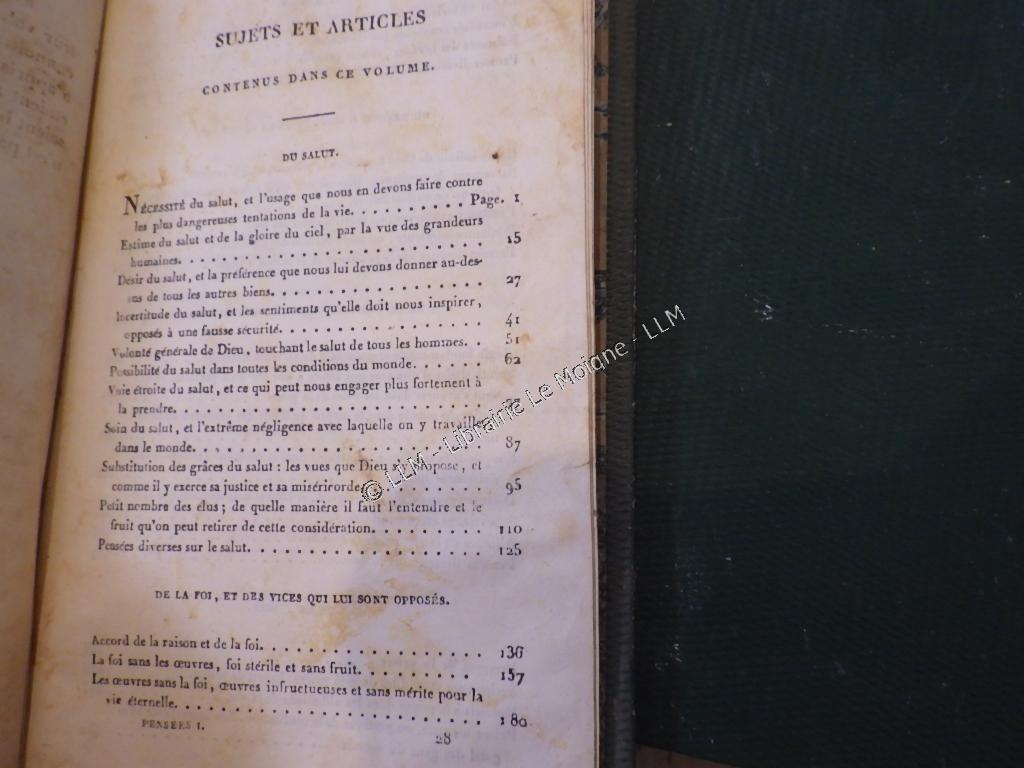 SUJETS ET ARTICLES
CONTENUS DANS CE VOLUME.
DU SALUT.
NÉCESSITÉ du salut, et l'usage que nous en devons faire contre
les plus dangereuses tentations de la vie. . . . . . . . . . Page. 1
Estime du salut et de la gloire du ciel, par la vue des grandeurs
humaines. . . . . . . . . . . . . . . . . . . . . . . 15
Désir du salut, et la préférence que nous lui devons donner au-des-
sus de tous les autres biens. . . . . . . . . . . . . . . . 27
Incertitude du salut, et les sentiments qu'elle doit nous inspirer,
opposés à une fausse sécurité. . . . . . . . . . . . . . . 41
Volonté générale de Dieu, touchant le salut de tous les hommes. . 51
Possibilité du salut dans toutes les conditions du monde. . . . . . 62
Voie étroite du salut, et ce qui peut nous engager plus fortement à
la prendre. . . . . . . . . . . . . . . . . . . . . . .
Soin du salut, et l'extrême négligence avec laquelle on y travaille
dans le monde. . . . . . . . . . . . . . . . . . . . . 87
Substitution des grâces du salut : les vues que Dieu s'y propose, et
comme il y exerce sa justice et sa miséricorde. . . . . . . . . 95
Petit nombre des élus ; de quelle manière il faut l'entendre et le
fruit qu'on peut retirer de cette considération. . . . . . . . . 110
Pensées diverses sur le salut. . . . . . . . . . . . . . . . . 125
DE LA FOI, ET DES VICES QUI LUI SONT OPPOSÉS.
Accord de la raison et de la foi. . . . . . . . . . . . . . . . 136
La foi sans les œuvres, foi stérile et sans fruit. . . . . . . . . 157
Les œuvres sans la foi, œuvres infructueuses et sans mérite pour la
vie éternelle. . . . . . . . . . . . . . . . . . . . . . 180
PENSÉES I.
28
© LLM - Librairie Le Moigne - LLM